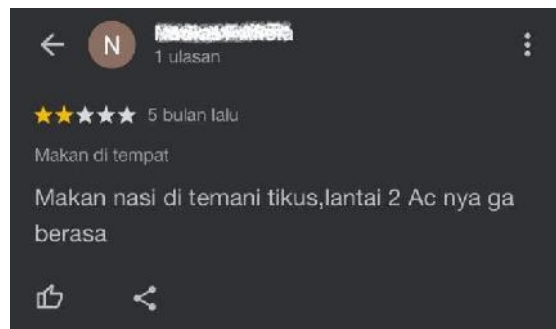 N
1 ulasan
5 bulan lalu
Makan di tempat
Makan nasi di temani tikus,lantai 2 Ac nya ga
berasa